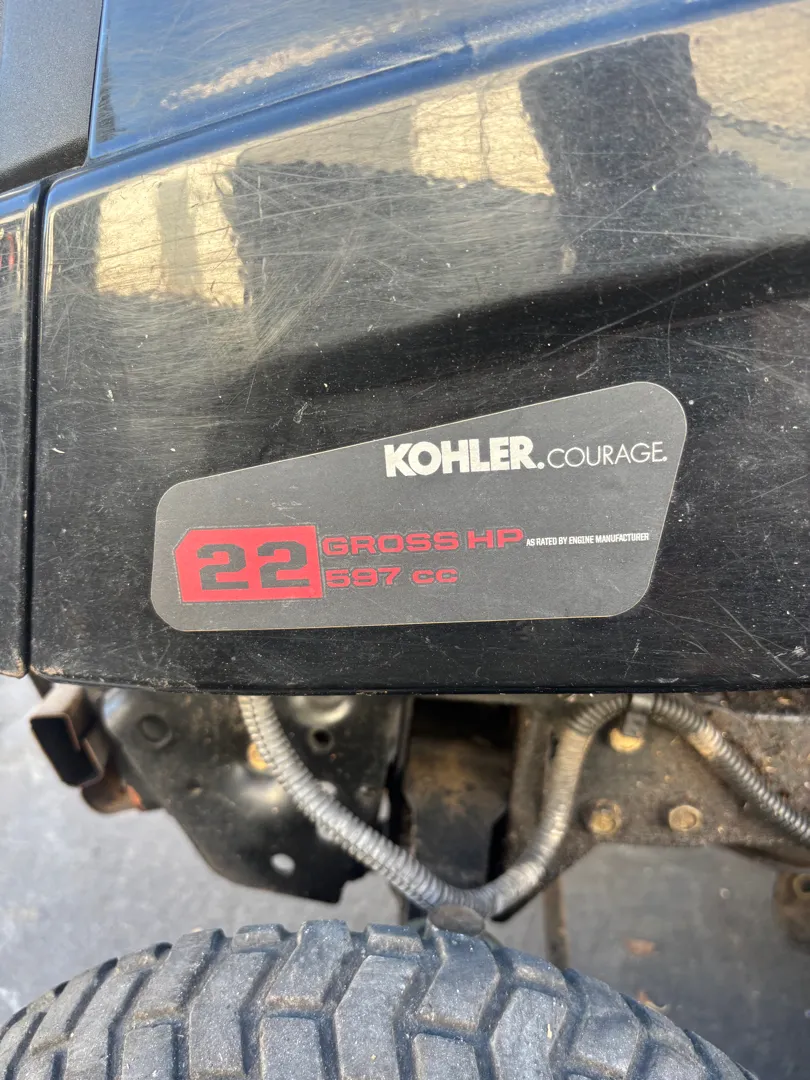 KOHLER. COURAGE.
22 GROSS HP AS RATED BY ENGINE MANUFACTURER
597 cc